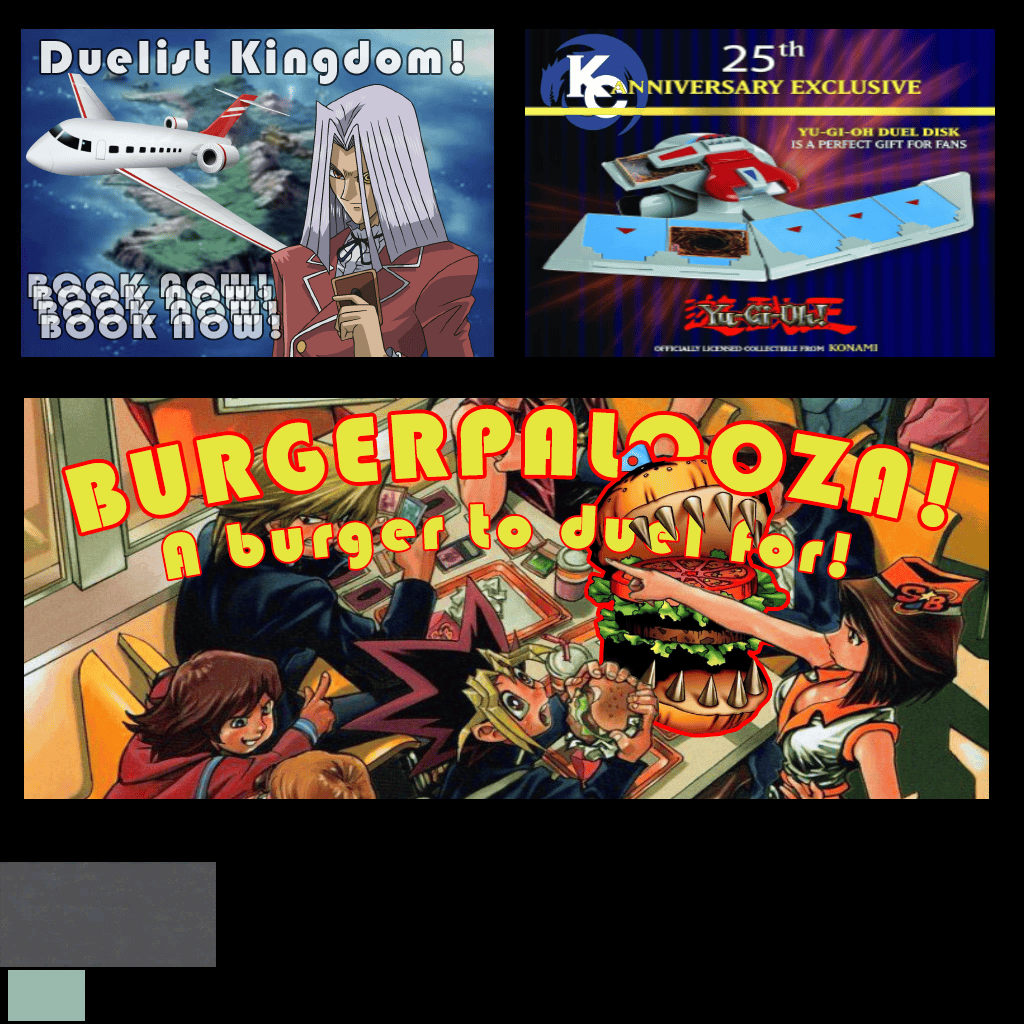 Duelist Kingdom!
BOOK NOW!
BOOK NOW!
BOOK NOW!
KC
25th
ANNIVERSARY EXCLUSIVE
YU-GI-OH DUEL DISK
IS A PERFECT GIFT FOR FANS
Yu-Gi-Oh!
OFFICIALLY LICENSED COLLECTIBLE FROM KONAMI
BURGERPALOOZA!
A burger to duel for!